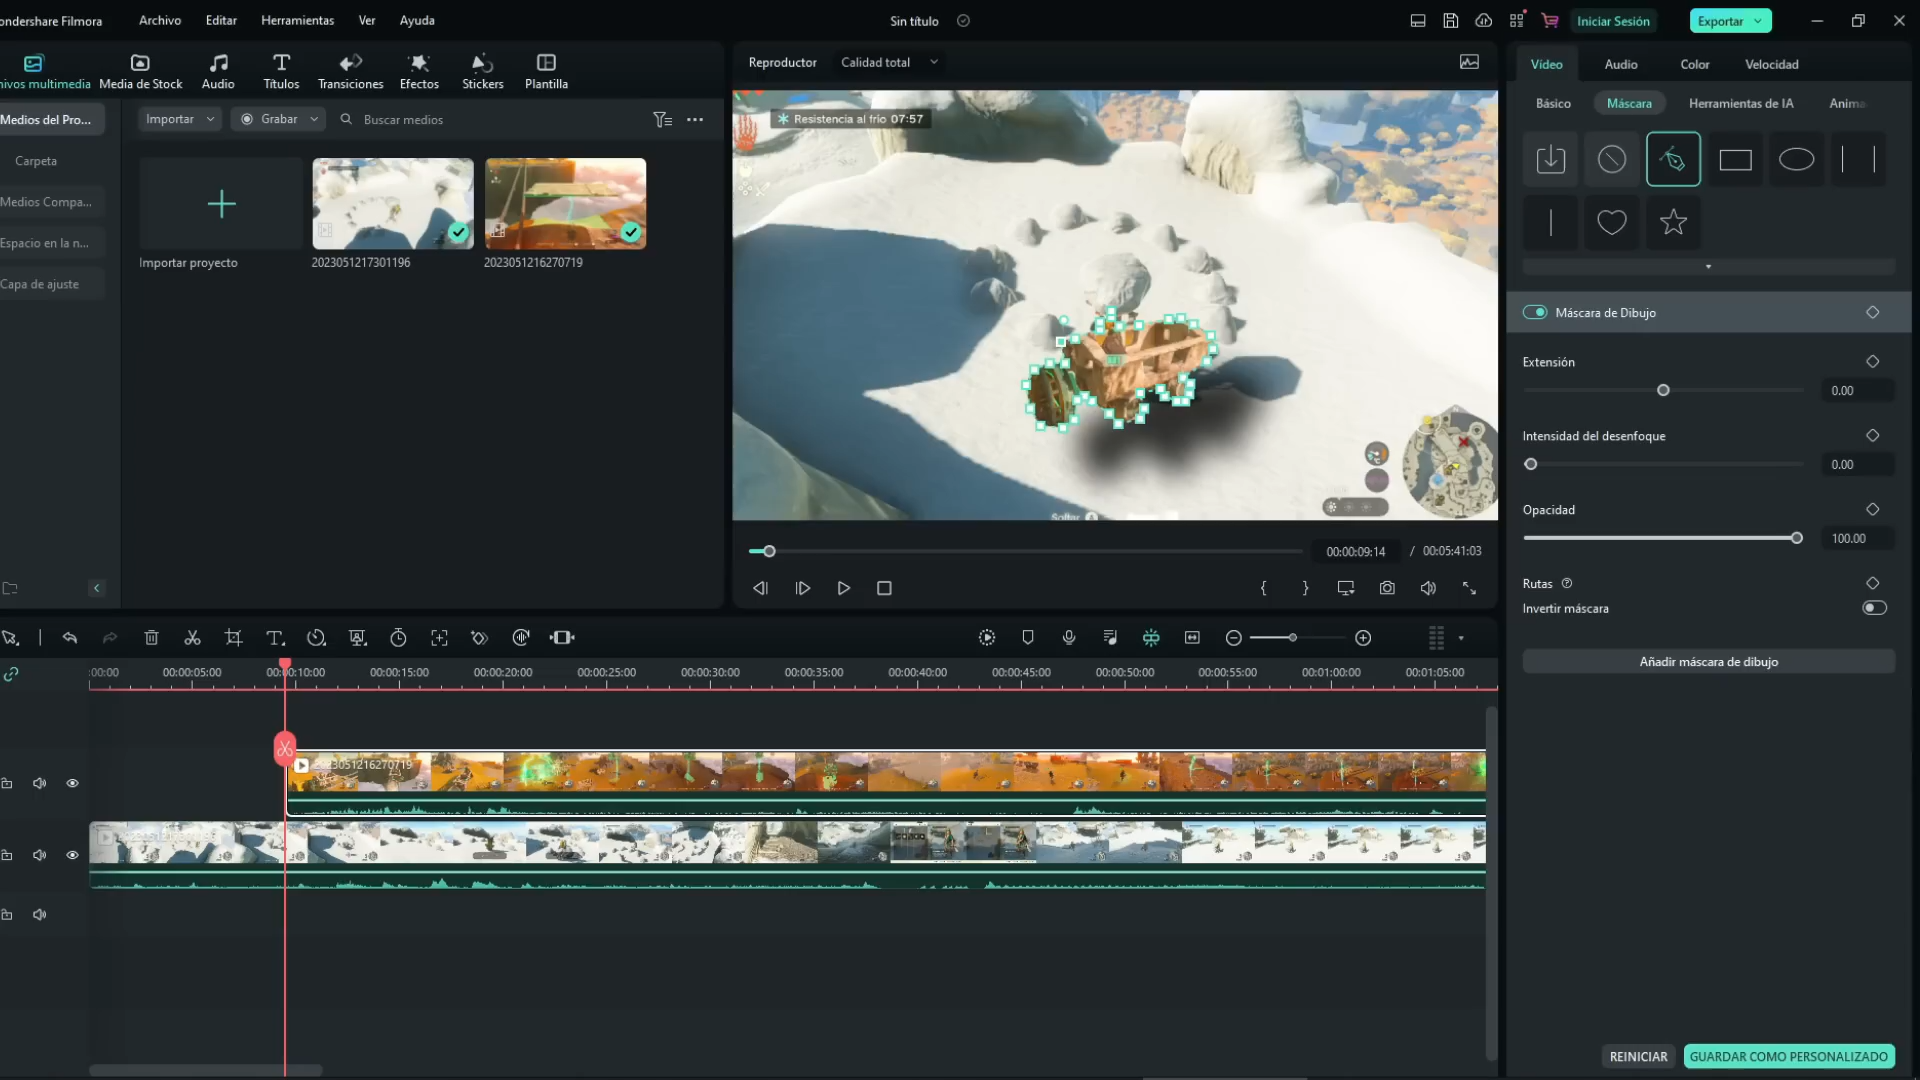 ondershare Filmora
Archivo
Editar
Herramientas
Ver
Ayuda
Sin título
Iniciar Sesión
Exportar
hivos multimedia
Media de Stock
Audio
Títulos
Transiciones
Efectos
Stickers
Plantilla
Medios del Pro...
Carpeta
Medios Compa...
Espacio en la n...
Capa de ajuste
Importar
Grabar
Buscar medios
Importar proyecto
2023051217301196
2023051216270719
Reproductor
Calidad total
Resistencia al frío 07:57
Soltar
00:00:09:14 / 00:05:41:03
Vídeo
Audio
Color
Velocidad
Básico
Máscara
Herramientas de IA
Anima
Máscara de Dibujo
Extensión
0.00
Intensidad del desenfoque
0.00
Opacidad
100.00
Rutas
Invertir máscara
Añadir máscara de dibujo
REINICIAR
GUARDAR COMO PERSONALIZADO
:00:00
00:00:05:00
00:00:10:00
00:00:15:00
00:00:20:00
00:00:25:00
00:00:30:00
00:00:35:00
00:00:40:00
00:00:45:00
00:00:50:00
00:00:55:00
00:01:00:00
00:01:05:00
2023051216270719